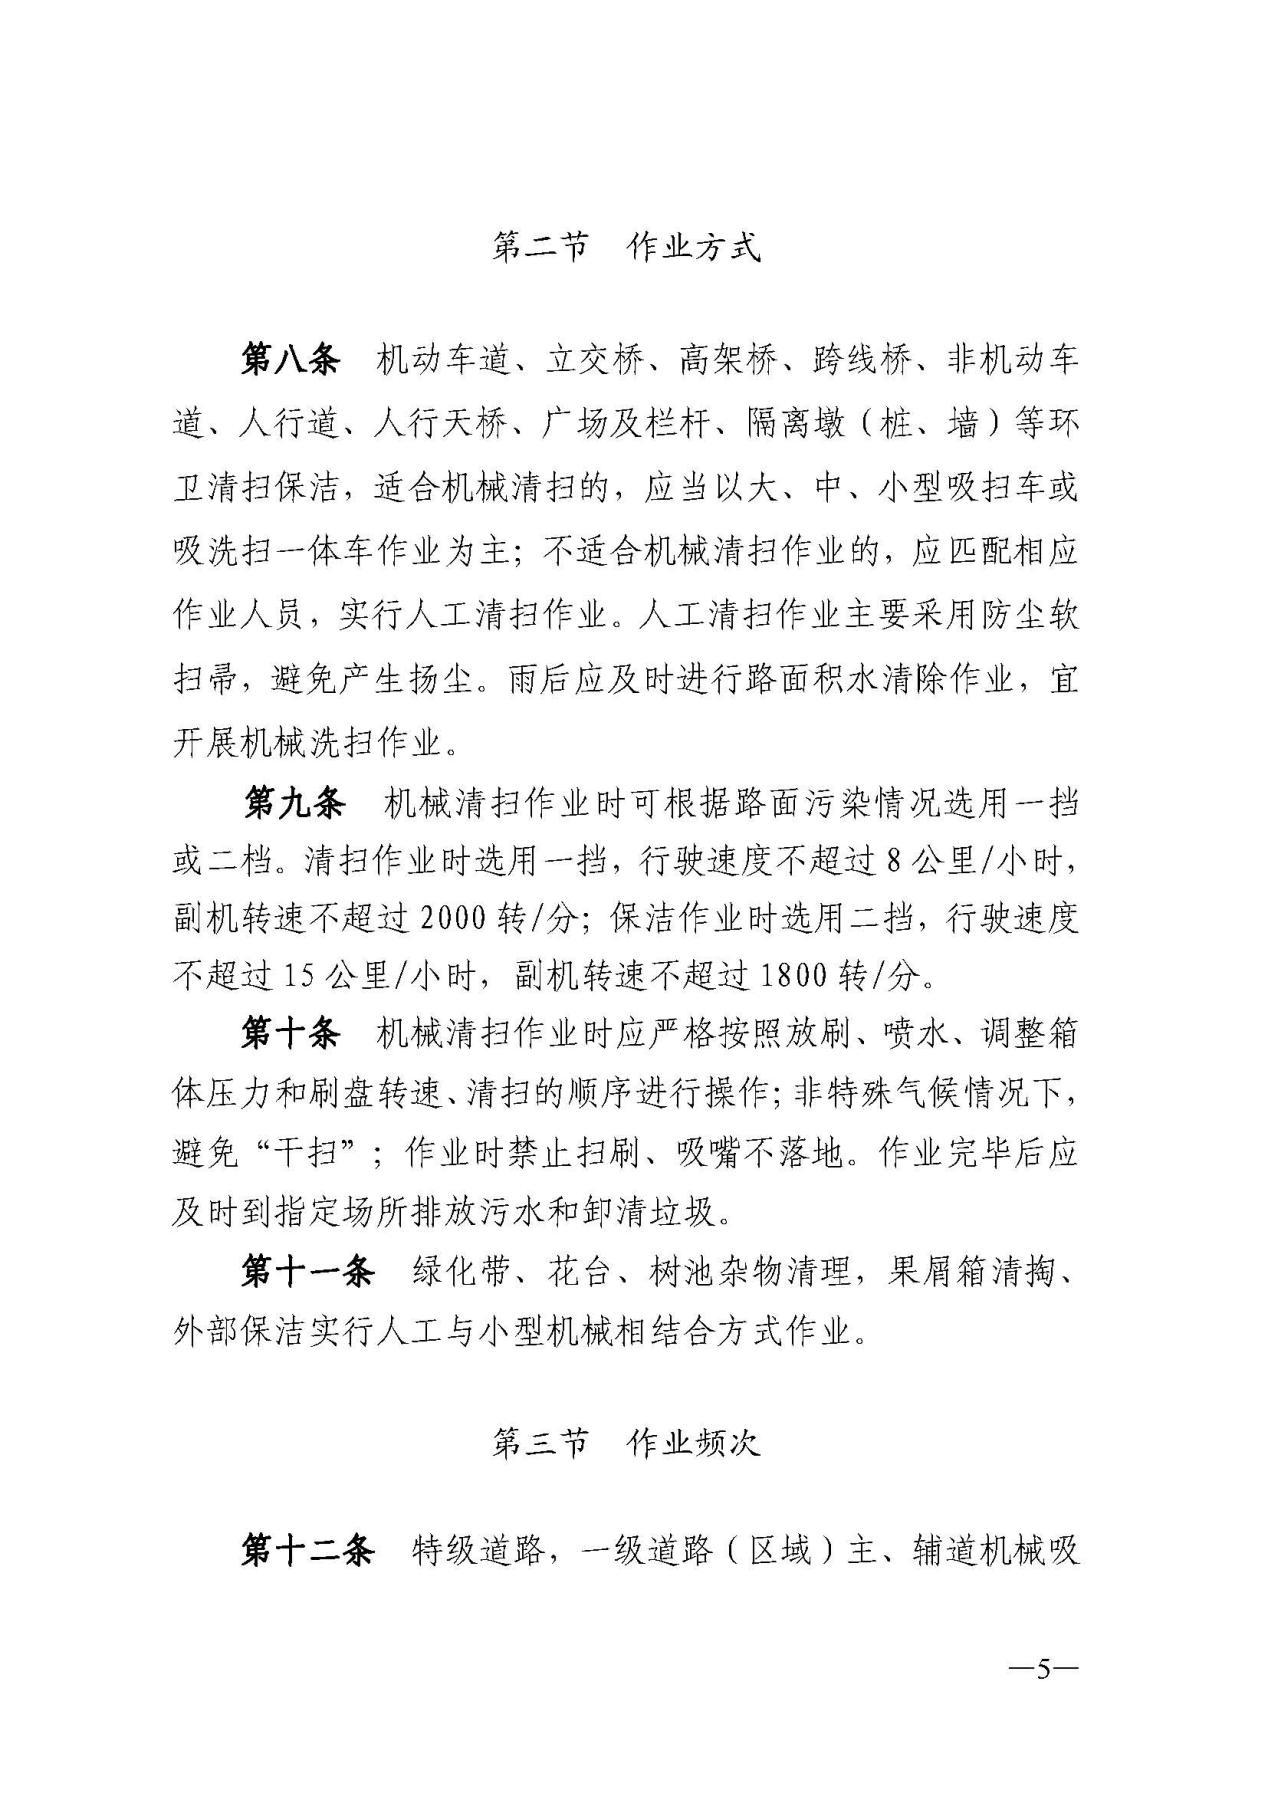 第二节 作业方式
第八条 机动车道、立交桥、高架桥、跨线桥、非机动车
道、人行道、人行天桥、广场及栏杆、隔离墩(桩、墙)等环
卫清扫保洁，适合机械清扫的，应当以大、中、小型吸扫车或
吸洗扫一体车作业为主；不适合机械清扫作业的，应匹配相应
作业人员，实行人工清扫作业。人工清扫作业主要采用防尘软
扫帚，避免产生扬尘。雨后应及时进行路面积水清除作业，宜
开展机械洗扫作业。
第九条 机械清扫作业时可根据路面污染情况选用一挡
或二档。清扫作业时选用一挡，行驶速度不超过8公里/小时，
副机转速不超过2000转/分；保洁作业时选用二挡，行驶速度
不超过15公里/小时，副机转速不超过1800转/分。
第十条 机械清扫作业时应严格按照放刷、喷水、调整箱
体压力和刷盘转速、清扫的顺序进行操作；非特殊气候情况下，
避免“干扫”；作业时禁止扫刷、吸嘴不落地。作业完毕后应
及时到指定场所排放污水和卸清垃圾。
第十一条 绿化带、花台、树池杂物清理，果屑箱清掏、
外部保洁实行人工与小型机械相结合方式作业。
第三节 作业频次
第十二条 特级道路，一级道路(区域)主、辅道机械吸
—5—